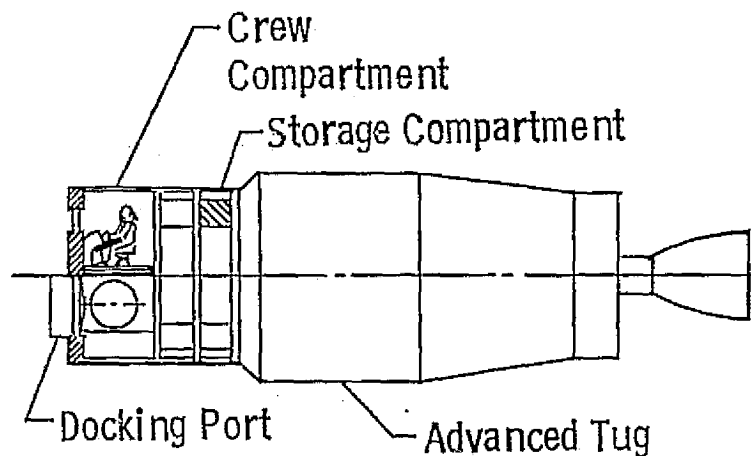 Crew
Compartment
Storage Compartment
Docking Port
Advanced Tug